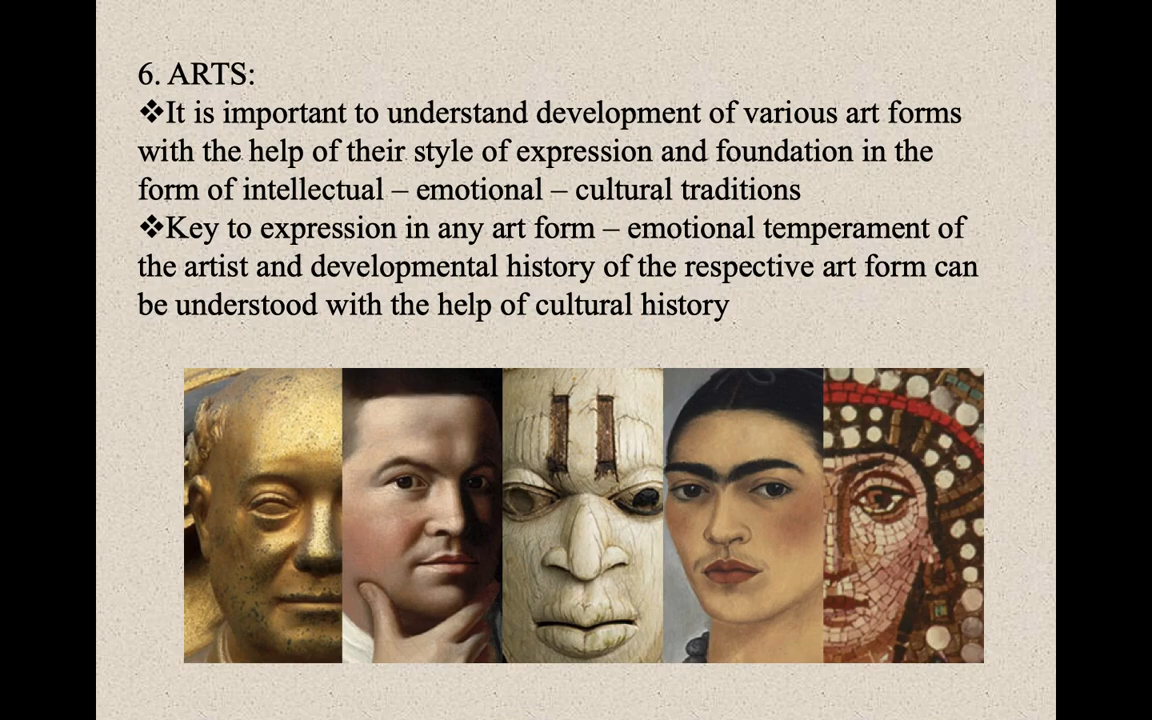 6. ARTS:
❖It is important to understand development of various art forms
with the help of their style of expression and foundation in the
form of intellectual – emotional – cultural traditions
❖Key to expression in any art form – emotional temperament of
the artist and developmental history of the respective art form can
be understood with the help of cultural history